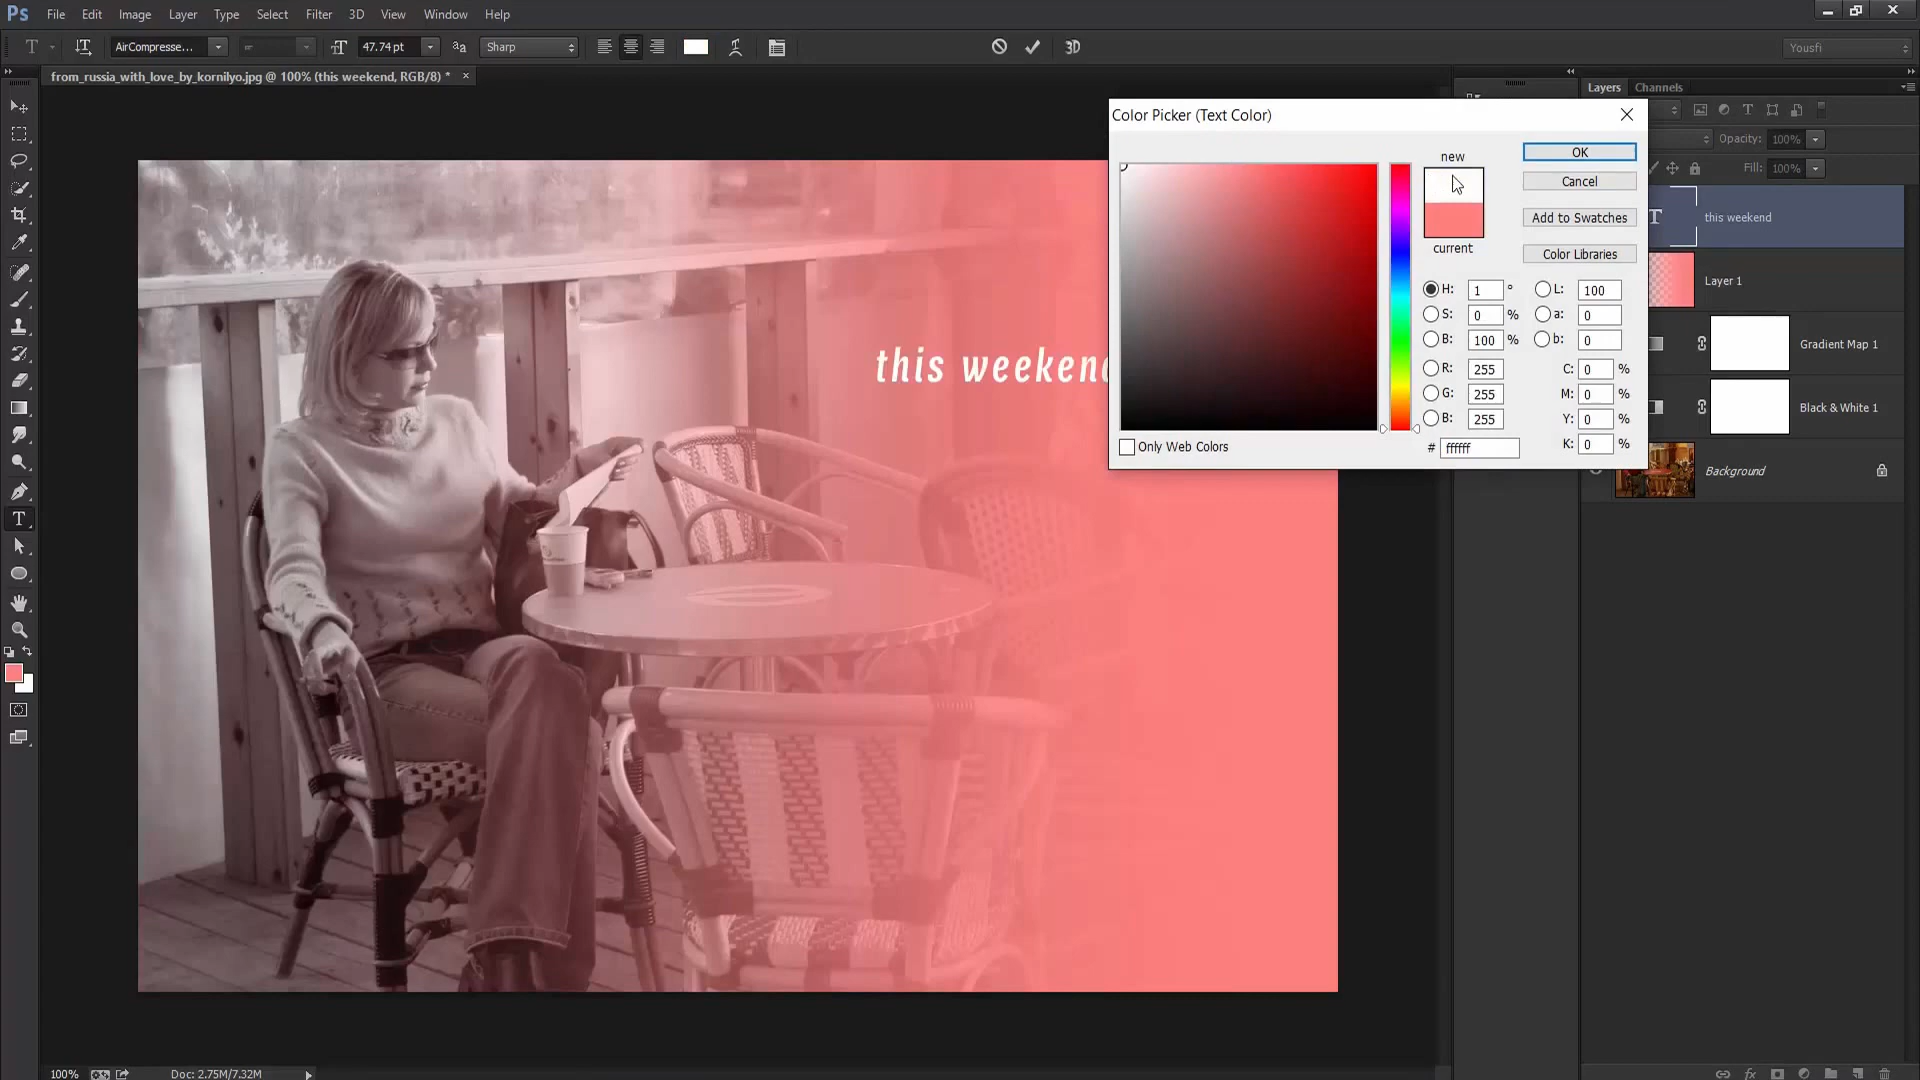 Ps File Edit Image Layer Type Select Filter 3D View Window Help
T AirCompresse... 47.74 pt Sharp 3D Yousfi
from_russia_with_love_by_kornilyo.jpg @ 100% (this weekend, RGB/8) * ×
Layers Channels
Color Picker (Text Color)
Opacity: 100%
Fill: 100%
new
OK
Cancel
Add to Swatches
current
Color Libraries
H: 1 ° L: 100
S: 0 % a: 0
B: 100 % b: 0
R: 255 C: 0 %
G: 255 M: 0 %
B: 255 Y: 0 %
K: 0 %
Only Web Colors # ffffff
T this weekend
Layer 1
Gradient Map 1
Black & White 1
Background
this weekend
T
100% Doc: 2.75M/7.32M
fx